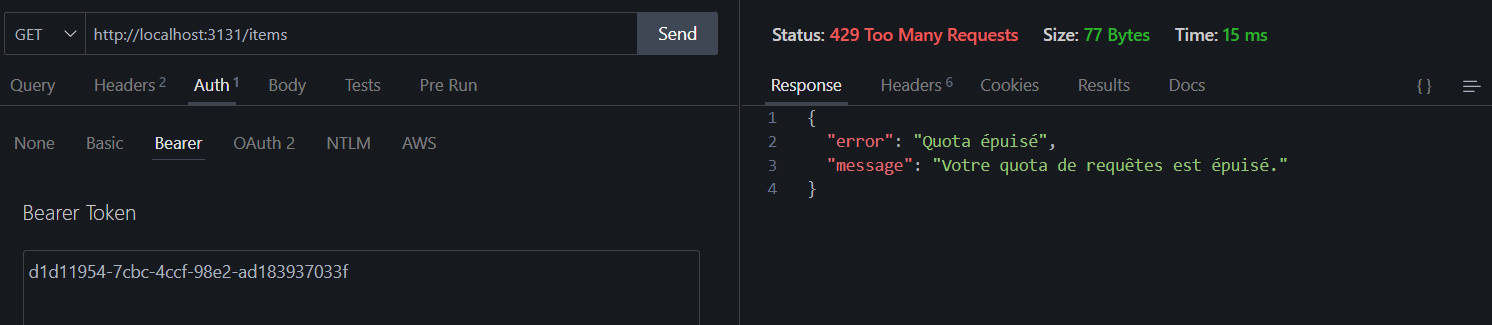 GET http://localhost:3131/items Send
Query Headers 2 Auth 1 Body Tests Pre Run
None Basic Bearer OAuth 2 NTLM AWS
Bearer Token
d1d11954-7cbc-4ccf-98e2-ad183937033f
Status: 429 Too Many Requests Size: 77 Bytes Time: 15 ms
Response Headers 6 Cookies Results Docs { }
1 {
2 "error": "Quota épuisé",
3 "message": "Votre quota de requêtes est épuisé."
4 }